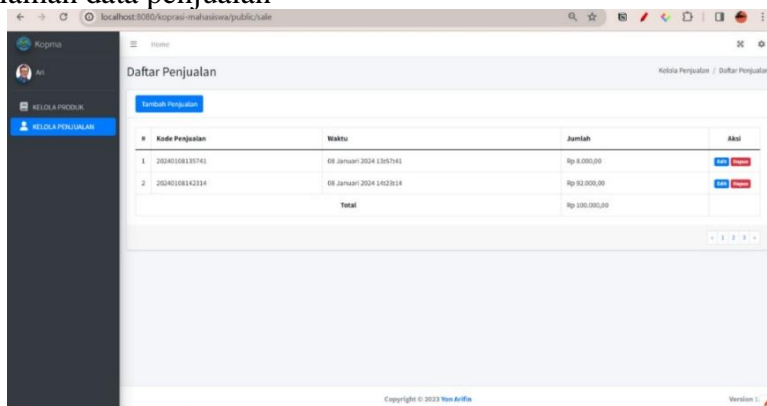 laman data penjualan
localhost:8080/koprasi-mahasiswa/public/sale
Kopma
Home
Ari
Daftar Penjualan
Kelola Penjualan / Daftar Penjualan
KELOLA PRODUK
KELOLA PENJUALAN
Tambah Penjualan
# Kode Penjualan Waktu Jumlah Aksi
1 20240108135741 08 Januari 2024 13:57:41 Rp 8.000,00 Edit Hapus
2 20240108142314 08 Januari 2024 14:23:14 Rp 92.000,00 Edit Hapus
Total Rp 100.000,00
« 1 2 3 »
Copyright © 2023 Yon Arifin
Version 1.